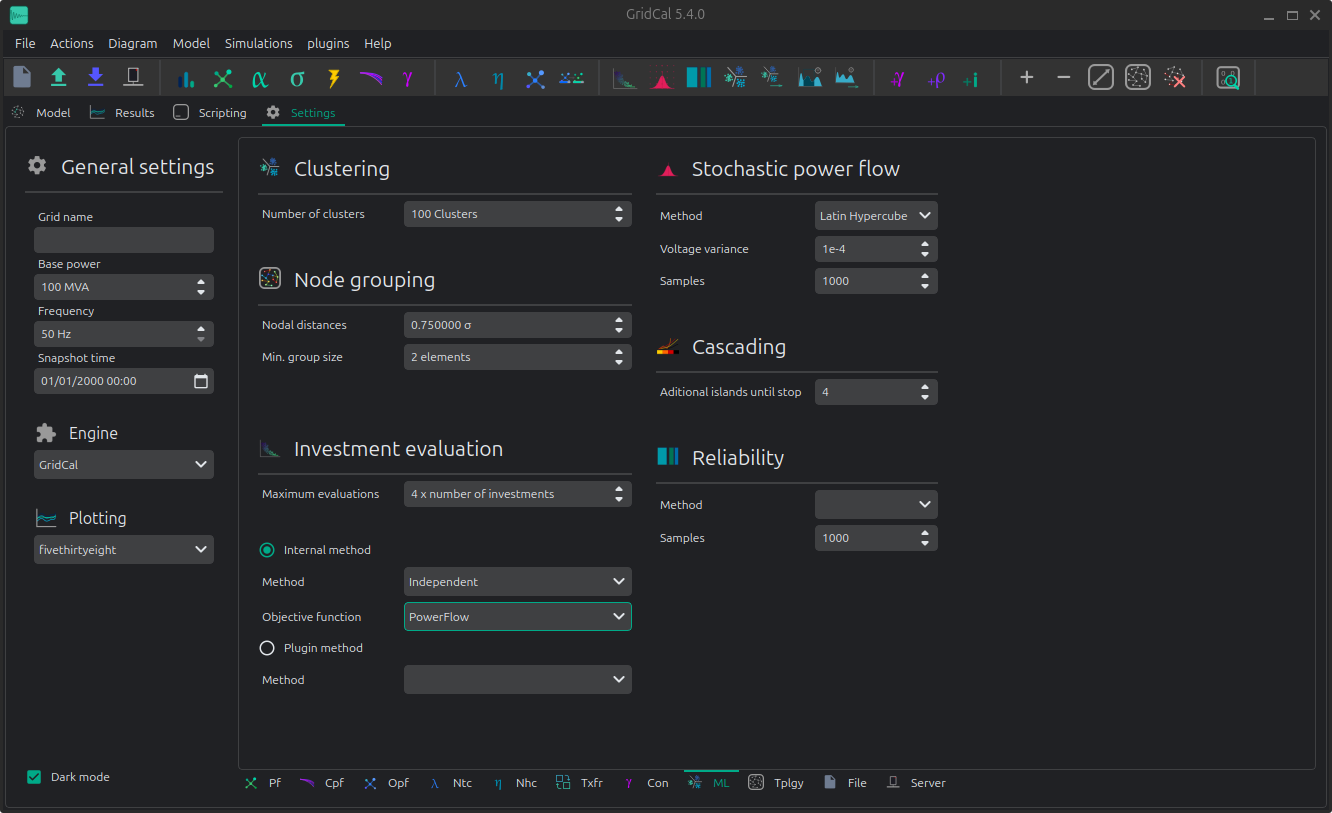 GridCal 5.4.0
File Actions Diagram Model Simulations plugins Help
α σ γ λ η +γ +ρ +i
Model Results Scripting Settings
General settings
Grid name
Base power
100 MVA
Frequency
50 Hz
Snapshot time
01/01/2000 00:00
Engine
GridCal
Plotting
fivethirtyeight
Dark mode
Clustering
Number of clusters 100 Clusters
Node grouping
Nodal distances 0.750000 σ
Min. group size 2 elements
Investment evaluation
Maximum evaluations 4 x number of investments
Internal method
Method Independent
Objective function PowerFlow
Plugin method
Method
Stochastic power flow
Method Latin Hypercube
Voltage variance 1e-4
Samples 1000
Cascading
Aditional islands until stop 4
Reliability
Method
Samples 1000
Pf Cpf Opf λ Ntc η Nhc Txfr γ Con ML Tplgy File Server